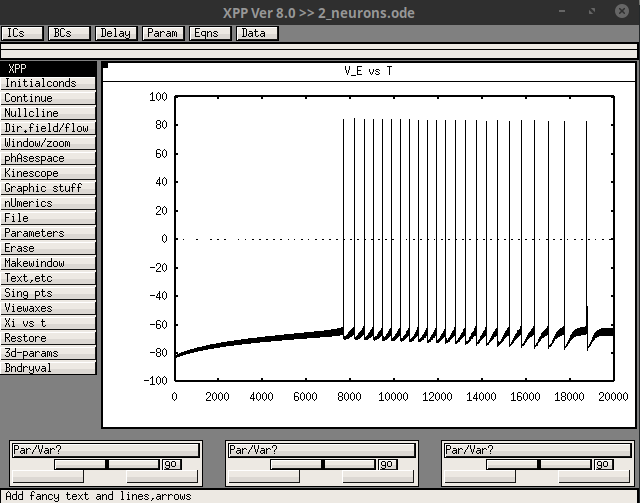 XPP Ver 8.0 >> 2_neurons.ode
ICs BCs Delay Param Eqns Data
XPP
V_E vs T
Initialconds
Continue
Nullcline
Dir.field/flow
Window/zoom
phAsespace
Kinescope
Graphic stuff
nUmerics
File
Parameters
Erase
Makewindow
Text,etc
Sing pts
Viewaxes
Xi vs t
Restore
3d-params
Bndryval
100
80
60
40
20
0
-20
-40
-60
-80
-100
0 2000 4000 6000 8000 10000 12000 14000 16000 18000 20000
Par/Var? Par/Var? Par/Var?
go go go
Add fancy text and lines,arrows